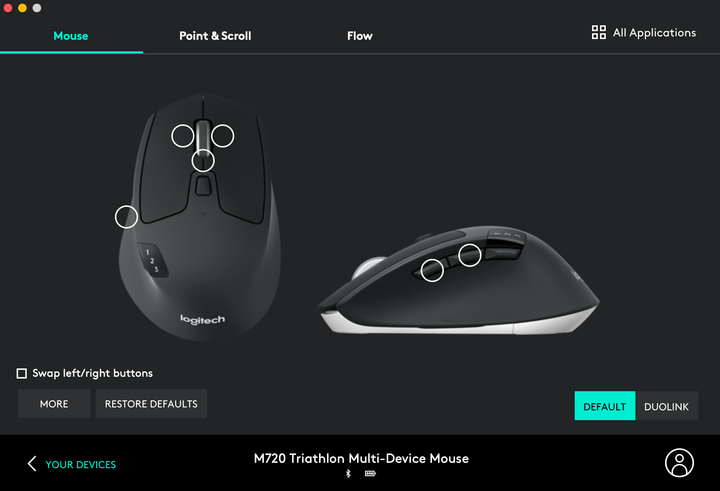 Mouse
Point & Scroll
Flow
All Applications
1
2
3
logitech
Swap left/right buttons
MORE
RESTORE DEFAULTS
DEFAULT
DUOLINK
YOUR DEVICES
M720 Triathlon Multi-Device Mouse